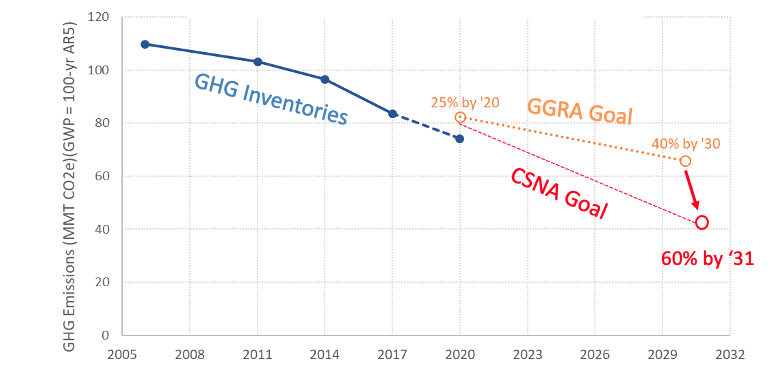 GHG Emissions (MMT CO2e)(GWP = 100-yr AR5)
120
100
80
60
40
20
0
2005 2008 2011 2014 2017 2020 2023 2026 2029 2032
GHG Inventories
25% by '20
GGRA Goal
40% by '30
CSNA Goal
60% by ‘31